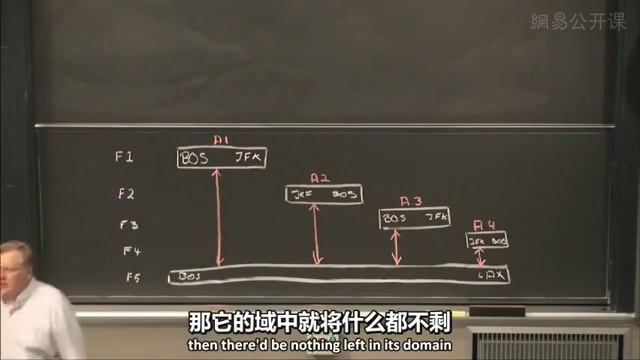 網易公开课
A1
F1 BOS JFK
A2
F2 JKF BOS
A3
F3 BOS JFK
A4
F4 JFK BOS
F5 BOS LAX
那它的域中就将什么都不剩
then there'd be nothing left in its domain